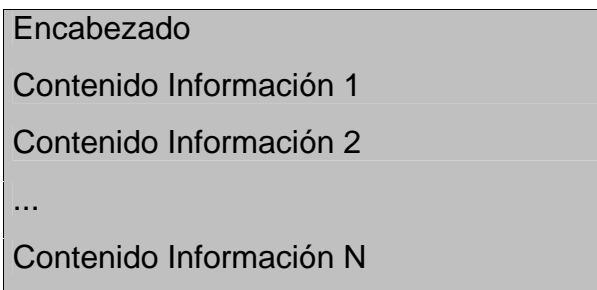 Encabezado
Contenido Información 1
Contenido Información 2
...
Contenido Información N